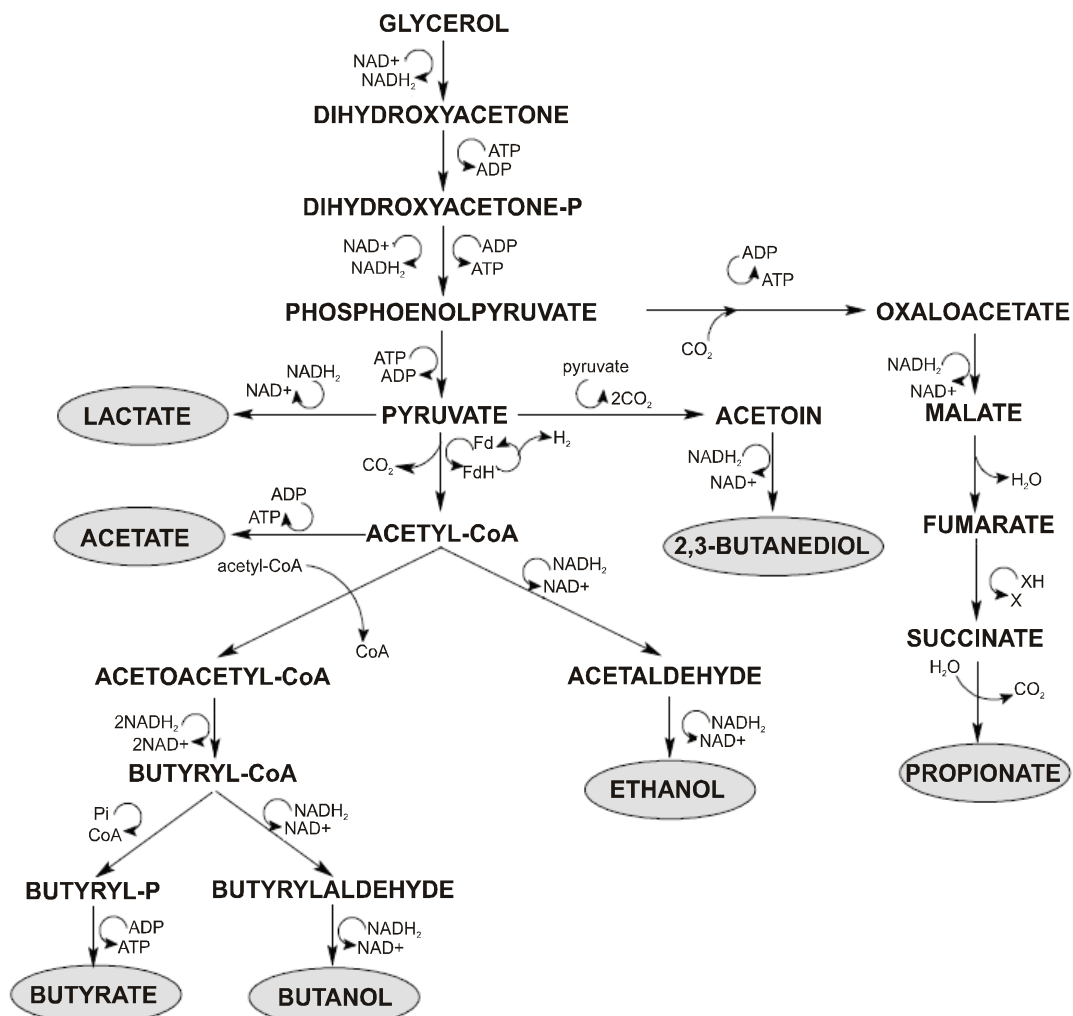 GLYCEROL
NAD+
NADH₂
DIHYDROXYACETONE
ATP
ADP
DIHYDROXYACETONE-P
NAD+
NADH₂
ADP
ATP
ADP
ATP
PHOSPHOENOLPYRUVATE
OXALOACETATE
CO₂
ATP
ADP
pyruvate
2CO₂
NADH₂
NAD+
NADH₂
NAD+
LACTATE
PYRUVATE
ACETOIN
MALATE
CO₂
Fd
FdH
H₂
NADH₂
NAD+
H₂O
ADP
ATP
ACETATE
ACETYL-CoA
2,3-BUTANEDIOL
FUMARATE
acetyl-CoA
CoA
NADH₂
NAD+
XH
X
SUCCINATE
ACETOACETYL-CoA
ACETALDEHYDE
H₂O
CO₂
2NADH₂
2NAD+
NADH₂
NAD+
BUTYRYL-CoA
ETHANOL
PROPIONATE
Pi
CoA
NADH₂
NAD+
BUTYRYL-P
BUTYRYLALDEHYDE
ADP
ATP
NADH₂
NAD+
BUTYRATE
BUTANOL